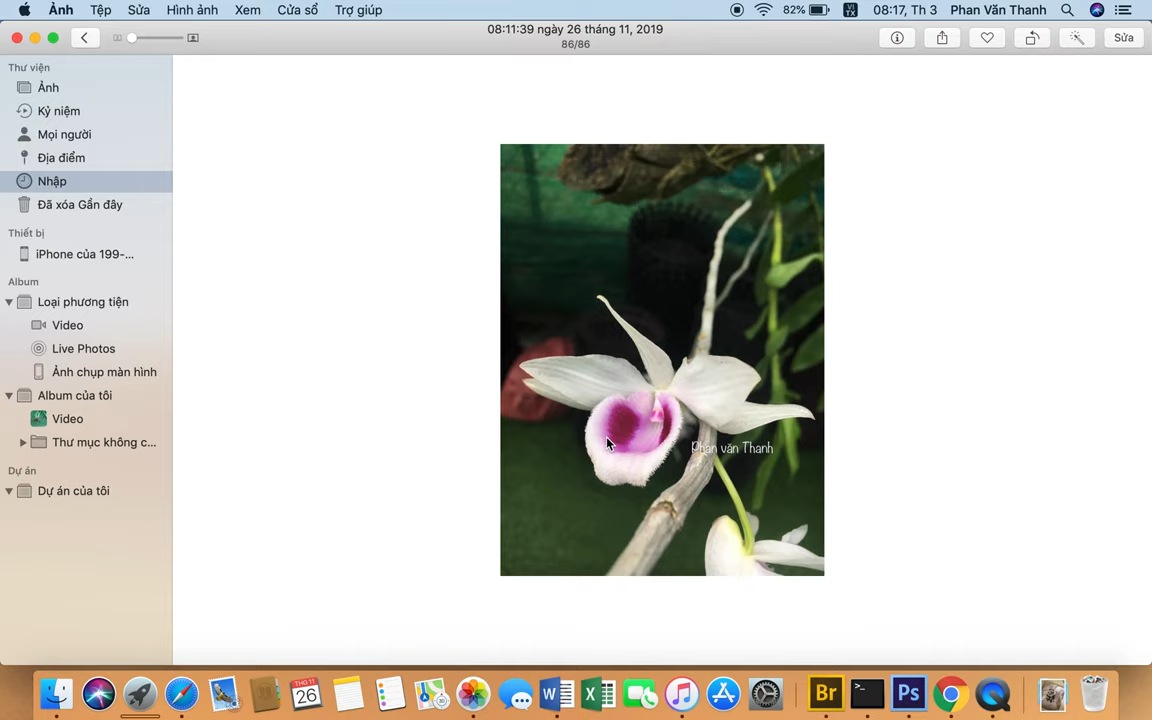 Ảnh Tệp Sửa Hình ảnh Xem Cửa sổ Trợ giúp 82% VI TX 08:17, Th 3 Phan Văn Thanh
08:11:39 ngày 26 tháng 11, 2019
86/86
Sửa
Thư viện
Ảnh
Kỷ niệm
Mọi người
Địa điểm
Nhập
Đã xóa Gần đây
Thiết bị
iPhone của 199-...
Album
Loại phương tiện
Video
Live Photos
Ảnh chụp màn hình
Album của tôi
Video
Thư mục không c...
Dự án
Dự án của tôi
Phan văn Thanh
THG 11
26
W
X
Br
>_
Ps